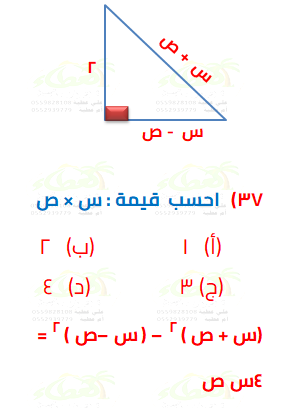 ٢
س + ص
س - ص
٣٧) احسب قيمة : س × ص
(أ) ١ (ب) ٢
(ج) ٣ (د) ٤
(س + ص )٢ – ( س –ص )٢ =
٤س ص